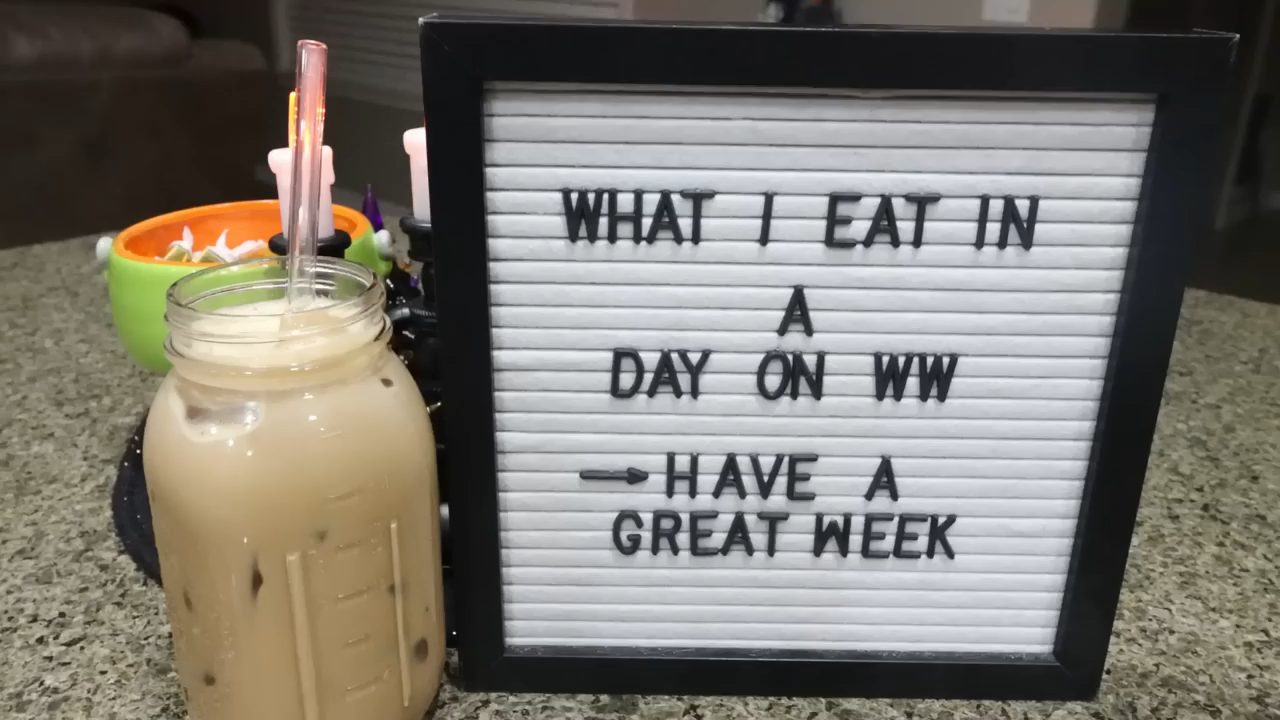 WHAT I EAT IN
A
DAY ON WW
→HAVE A
GREAT WEEK